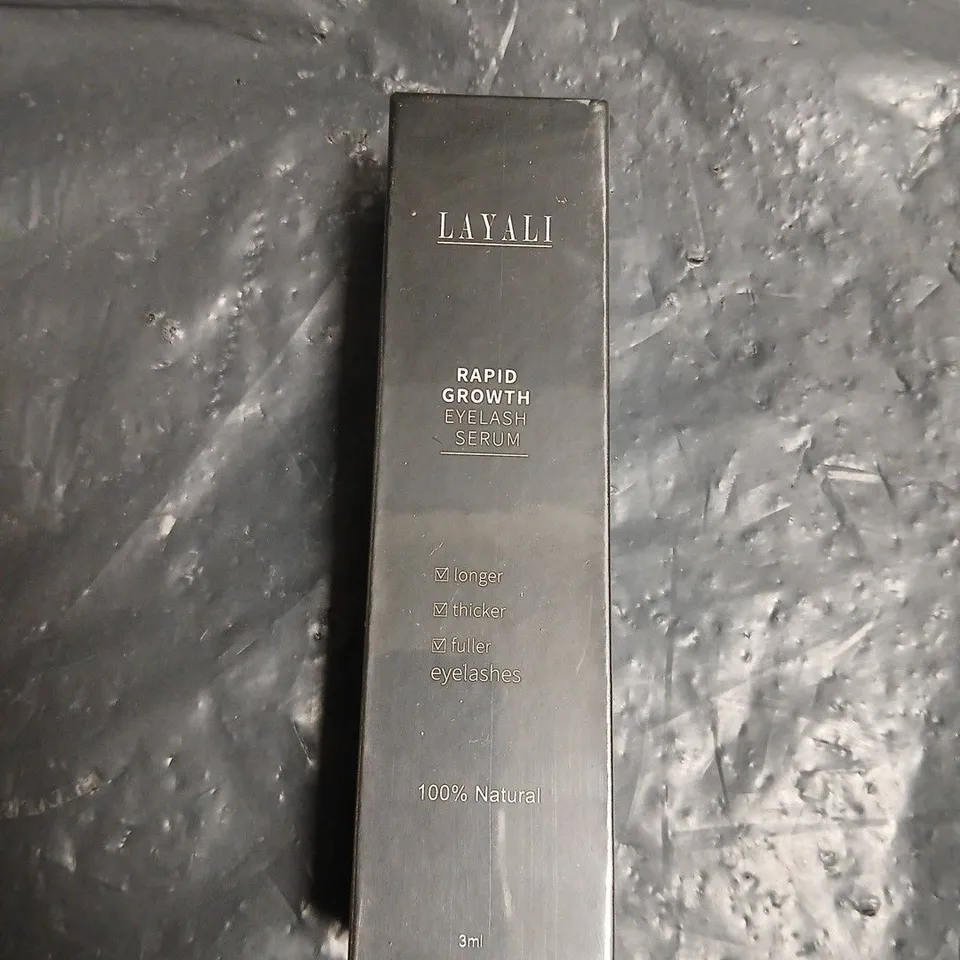 LAYALI
RAPID
GROWTH
EYELASH
SERUM
☑ longer
☑ thicker
☑ fuller
eyelashes
100% Natural
3ml